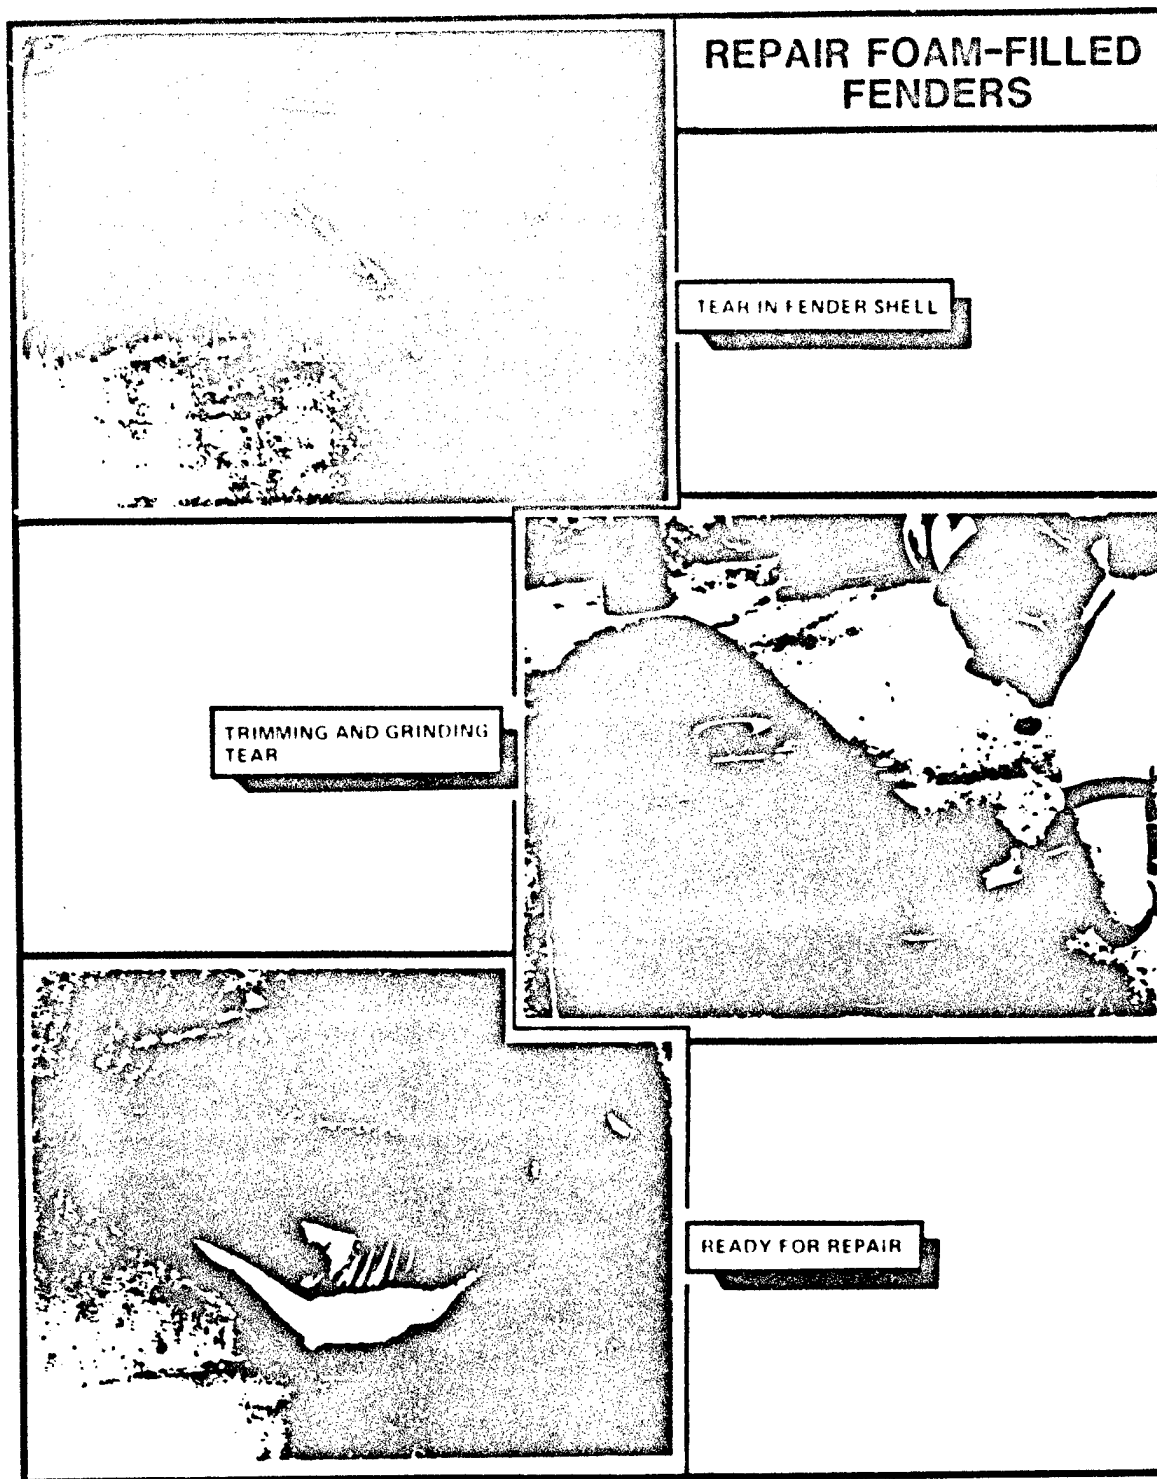 REPAIR FOAM-FILLED
FENDERS
TEAR IN FENDER SHELL
TRIMMING AND GRINDING
TEAR
READY FOR REPAIR